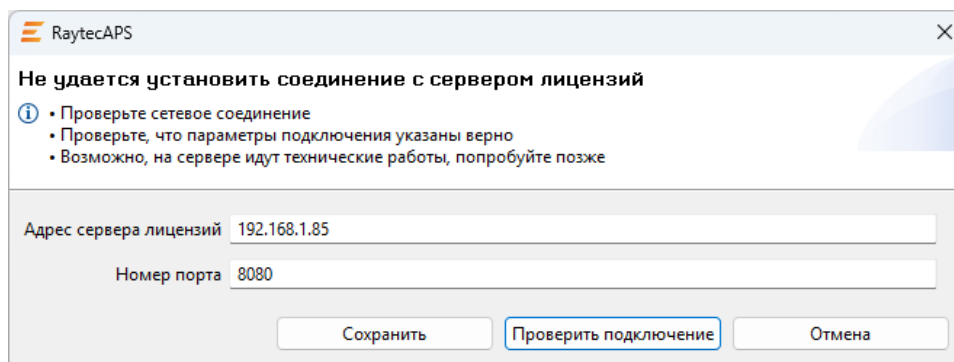 RaytecAPS
Не удается установить соединение с сервером лицензий
• Проверьте сетевое соединение
• Проверьте, что параметры подключения указаны верно
• Возможно, на сервере идут технические работы, попробуйте позже
Адрес сервера лицензий 192.168.1.85
Номер порта 8080
Сохранить Проверить подключение Отмена